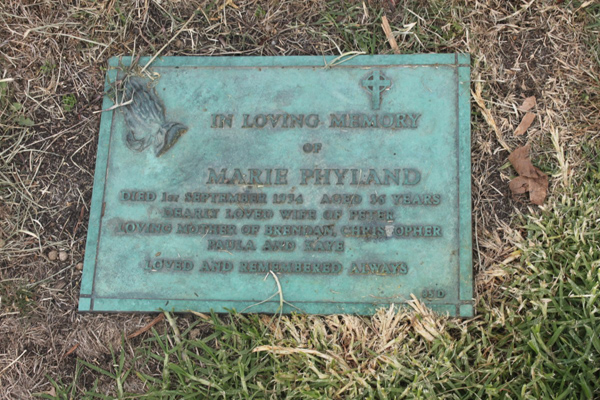 IN LOVING MEMORY
OF
MARIE PHYLAND
DIED 1ST SEPTEMBER 1974 AGED 36 YEARS
DEARLY LOVED WIFE OF PETER
LOVING MOTHER OF BRENDAN, CHRISTOPHER
PAULA AND KAYE
LOVED AND REMEMBERED ALWAYS